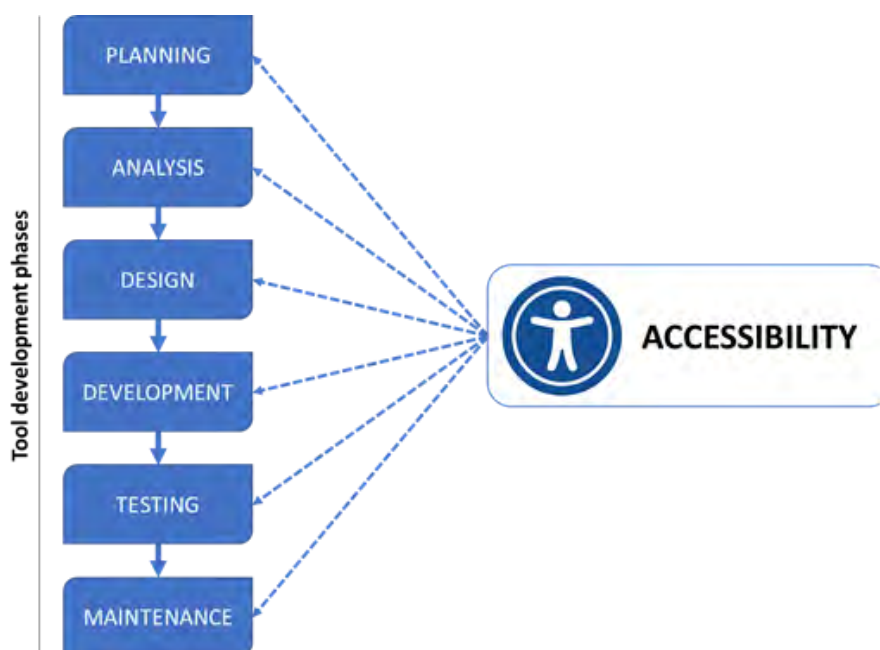 Tool development phases
PLANNING
ANALYSIS
DESIGN
DEVELOPMENT
TESTING
MAINTENANCE
ACCESSIBILITY